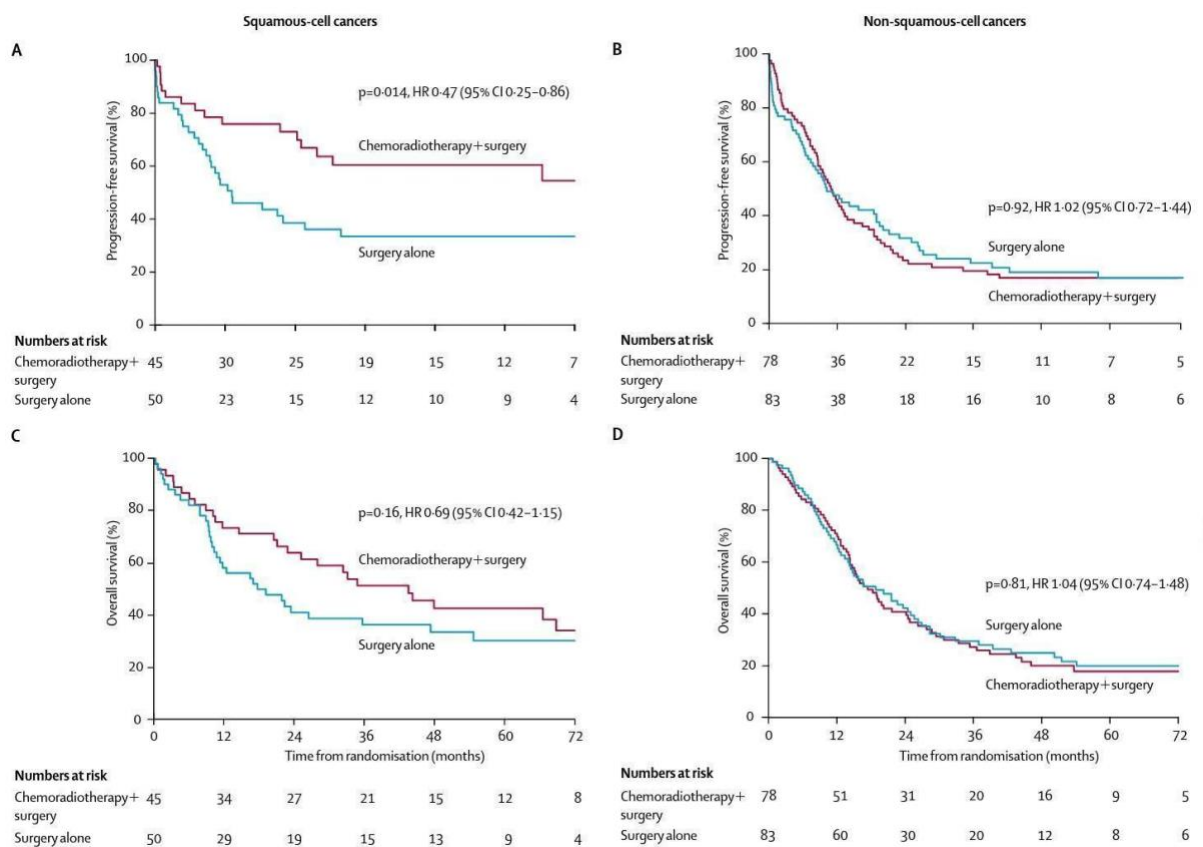 Squamous-cell cancers
Non-squamous-cell cancers
A
100
80
60
40
20
0
Progression-free survival (%)
p=0·014, HR 0·47 (95% CI 0·25–0·86)
Chemoradiotherapy+surgery
Surgery alone
Numbers at risk
Chemoradiotherapy+ 45 30 25 19 15 12 7
surgery
Surgery alone 50 23 15 12 10 9 4
B
100
80
60
40
20
0
Progression-free survival (%)
p=0·92, HR 1·02 (95% CI 0·72–1·44)
Surgery alone
Chemoradiotherapy+surgery
Numbers at risk
Chemoradiotherapy+ 78 36 22 15 11 7 5
surgery
Surgery alone 83 38 18 16 10 8 6
C
100
80
60
40
20
0
Overall survival (%)
p=0·16, HR 0·69 (95% CI 0·42–1·15)
Chemoradiotherapy+surgery
Surgery alone
0 12 24 36 48 60 72
Time from randomisation (months)
Numbers at risk
Chemoradiotherapy+ 45 34 27 21 15 12 8
surgery
Surgery alone 50 29 19 15 13 9 4
D
100
80
60
40
20
0
Overall survival (%)
p=0·81, HR 1·04 (95% CI 0·74–1·48)
Surgery alone
Chemoradiotherapy+surgery
0 12 24 36 48 60 72
Time from randomisation (months)
Numbers at risk
Chemoradiotherapy+ 78 51 31 20 16 9 5
surgery
Surgery alone 83 60 30 20 12 8 6